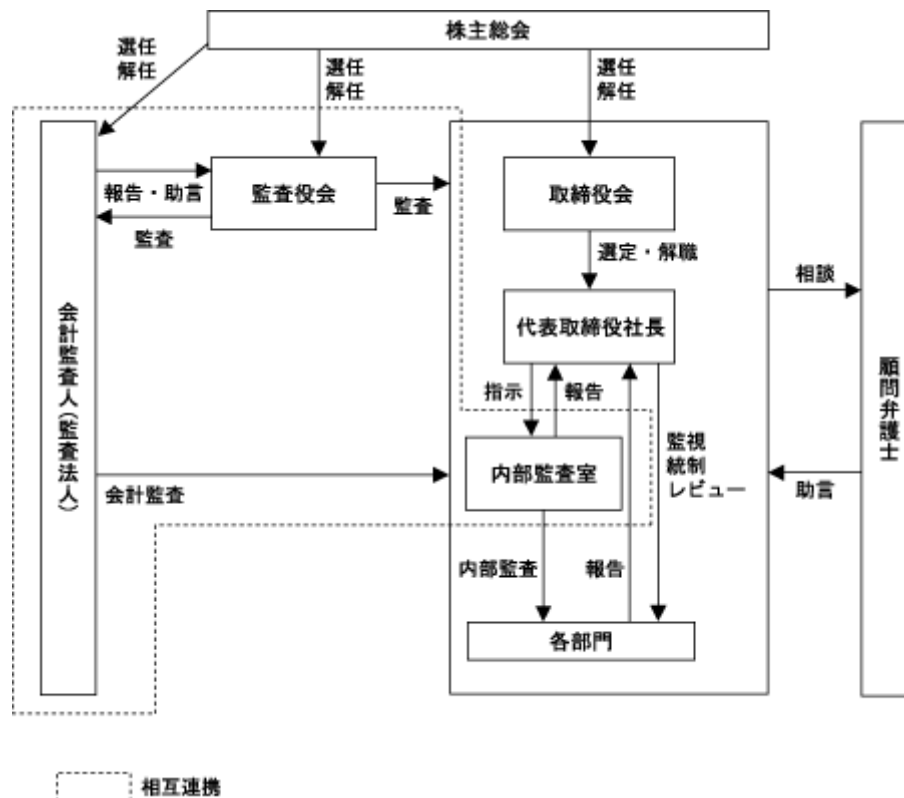 株主総会
選任
解任
選任
解任
選任
解任
報告・助言
監査役会
監査
監査
取締役会
選定・解職
代表取締役社長
相談
会計監査人(監査法人)
顧問弁護士
指示
報告
内部監査室
監視
統制
レビュー
会計監査
助言
内部監査
報告
各部門
相互連携